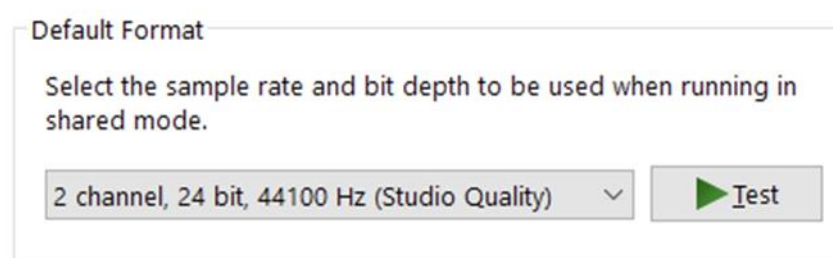 Default Format
Select the sample rate and bit depth to be used when running in
shared mode.
2 channel, 24 bit, 44100 Hz (Studio Quality)
Test